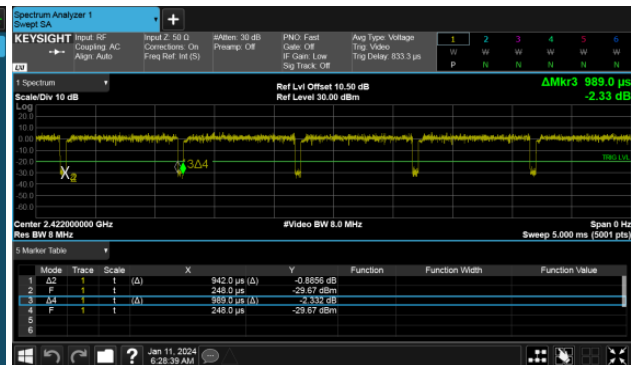 Spectrum Analyzer 1
Swept SA
+
KEYSIGHT Input: RF Input Z: 50 Ω #Atten: 30 dB PNO: Fast Avg Type: Voltage 1 2 3 4 5 6
Coupling: AC Corrections: On Preamp: Off Gate: Off Trig: Video W W W W W W
Align: Auto Freq Ref: Int (S) IF Gain: Low Trig Delay: 833.3 µs P N N N N N
Sig Track: Off
LXI
1 Spectrum ΔMkr3 989.0 µs
Scale/Div 10 dB Ref Lvl Offset 10.50 dB -2.33 dB
Ref Level 30.00 dBm
Log
20.0
10.0
0.00
-10.0
-20.0 TRIG LVL
3Δ4
-30.0
X 2
-40.0
-50.0
-60.0
Center 2.422000000 GHz #Video BW 8.0 MHz Span 0 Hz
Res BW 8 MHz Sweep 5.000 ms (5001 pts)
5 Marker Table
Mode Trace Scale X Y Function Function Width Function Value
1 Δ2 1 t (Δ) 942.0 µs (Δ) -0.8856 dB
2 F 1 t 248.0 µs -29.67 dBm
3 Δ4 1 t (Δ) 989.0 µs (Δ) -2.332 dB
4 F 1 t 248.0 µs -29.67 dBm
5
6
? Jan 11, 2024
6:28:39 AM